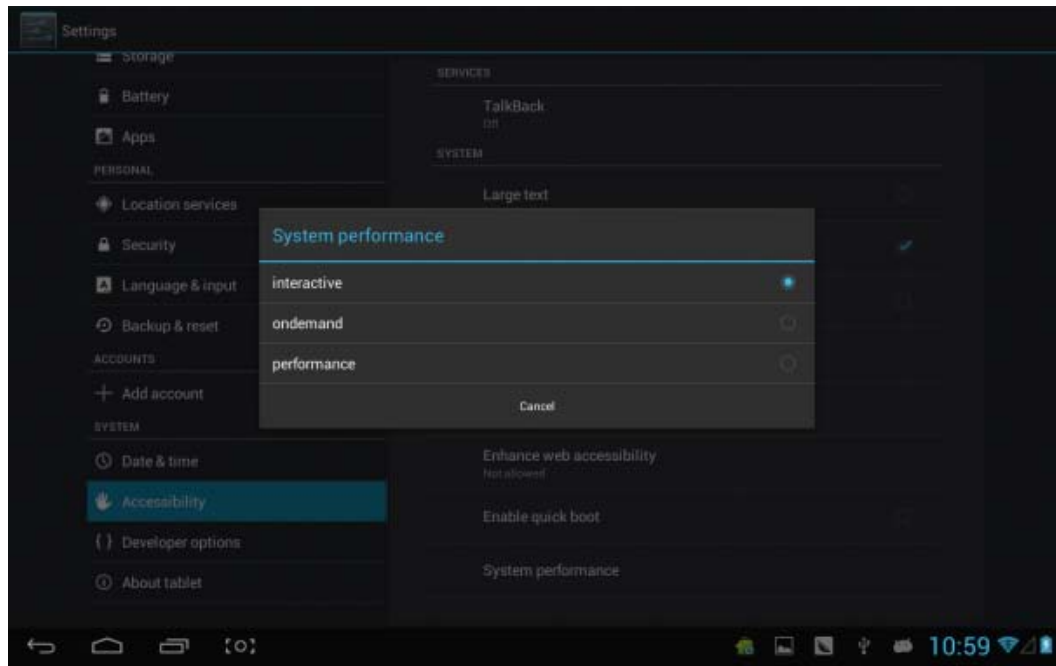 Settings
Storage
Battery
Apps
PERSONAL
Location services
Security
Language & input
Backup & reset
ACCOUNTS
Add account
SYSTEM
Date & time
Accessibility
{ } Developer options
About tablet
SERVICES
TalkBack
Off
SYSTEM
Large text
System performance
interactive
ondemand
performance
Cancel
Enhance web accessibility
Not allowed
Enable quick boot
System performance
10:59